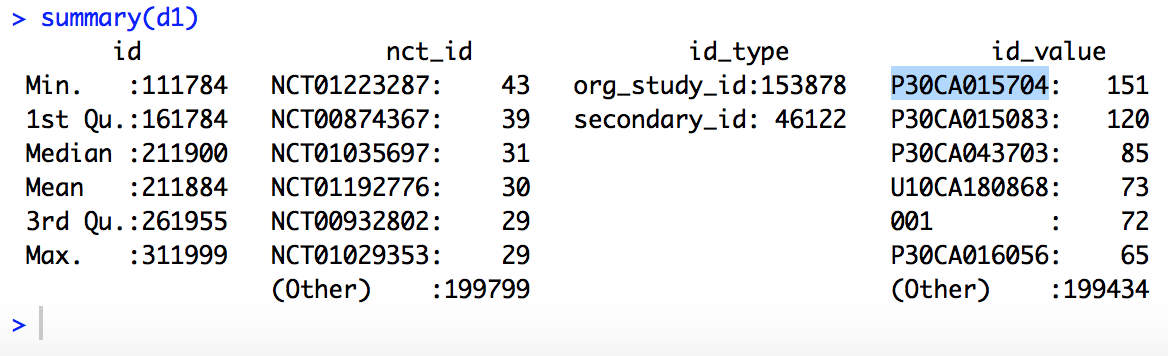 > summary(d1)
       id              nct_id             id_type              id_value
 Min.   :111784   NCT01223287:    43   org_study_id:153878   P30CA015704:   151
 1st Qu.:161784   NCT00874367:    39   secondary_id: 46122   P30CA015083:   120
 Median :211900   NCT01035697:    31                         P30CA043703:    85
 Mean   :211884   NCT01192776:    30                         U10CA180868:    73
 3rd Qu.:261955   NCT00932802:    29                         001        :    72
 Max.   :311999   NCT01029353:    29                         P30CA016056:    65
                  (Other)    :199799                         (Other)    :199434
>